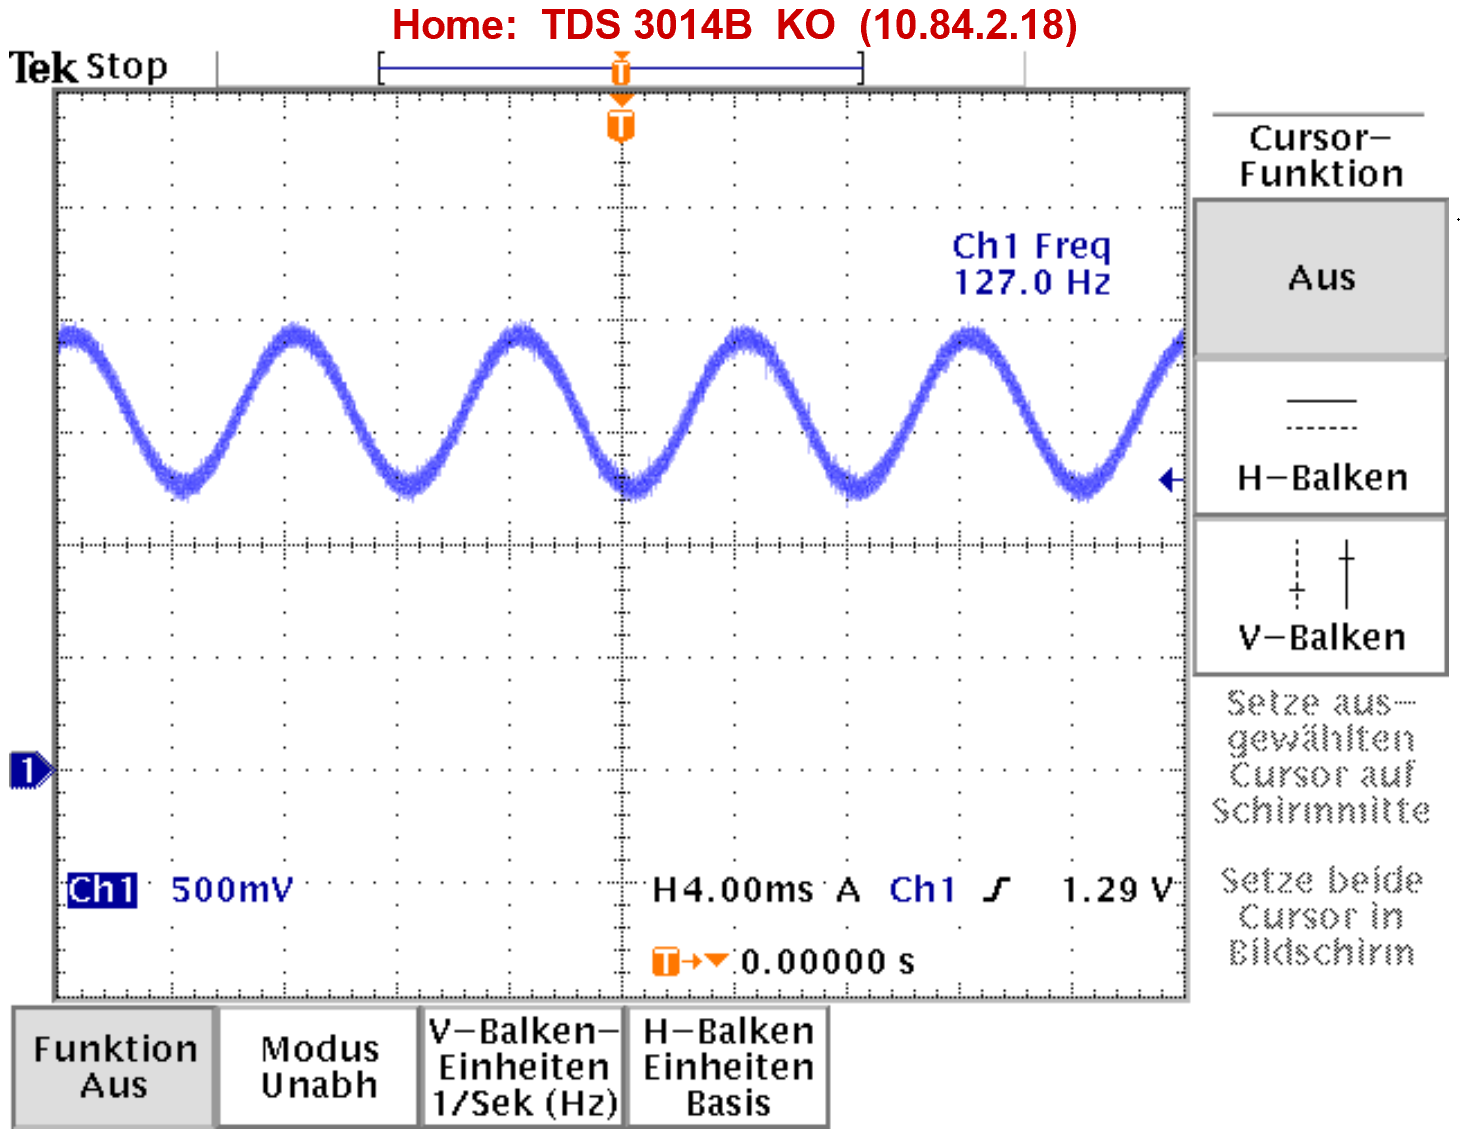 Home: TDS 3014B KO (10.84.2.18)
Tek Stop
T
T
Cursor-
Funktion
Ch1 Freq
127.0 Hz
Aus
H-Balken
V-Balken
Setze aus-
gewählten
Cursor auf
Schirmmitte
1
Ch1 500mV H4.00ms A Ch1 1.29 V
Setze beide
Cursor in
Bildschirm
T 0.00000 s
Funktion
Aus
Modus
Unabh
V-Balken-
Einheiten
1/Sek (Hz)
H-Balken
Einheiten
Basis